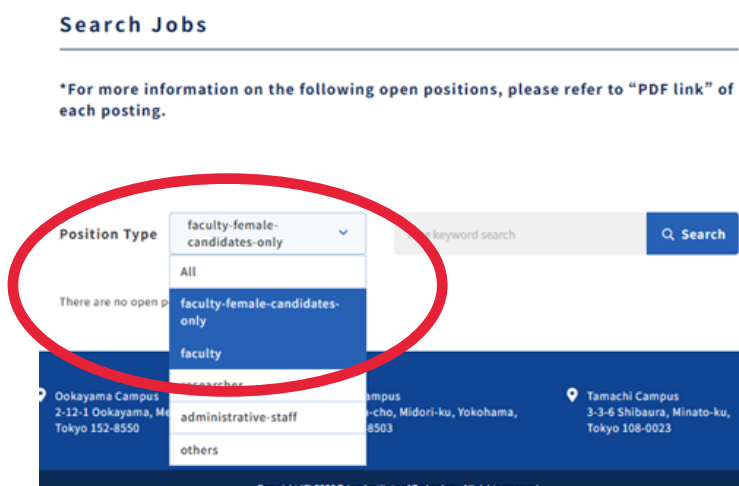 Search Jobs
*For more information on the following open positions, please refer to “PDF link” of
each posting.
Position Type
faculty-female-
candidates-only
keyword search
Search
All
faculty-female-candidates-
only
faculty
researcher
administrative-staff
others
There are no open
Ookayama Campus
2-12-1 Ookayama,
Tokyo 152-8550
-cho, Midori-ku, Yokohama,
8503
Tamachi Campus
3-3-6 Shibaura, Minato-ku,
Tokyo 108-0023